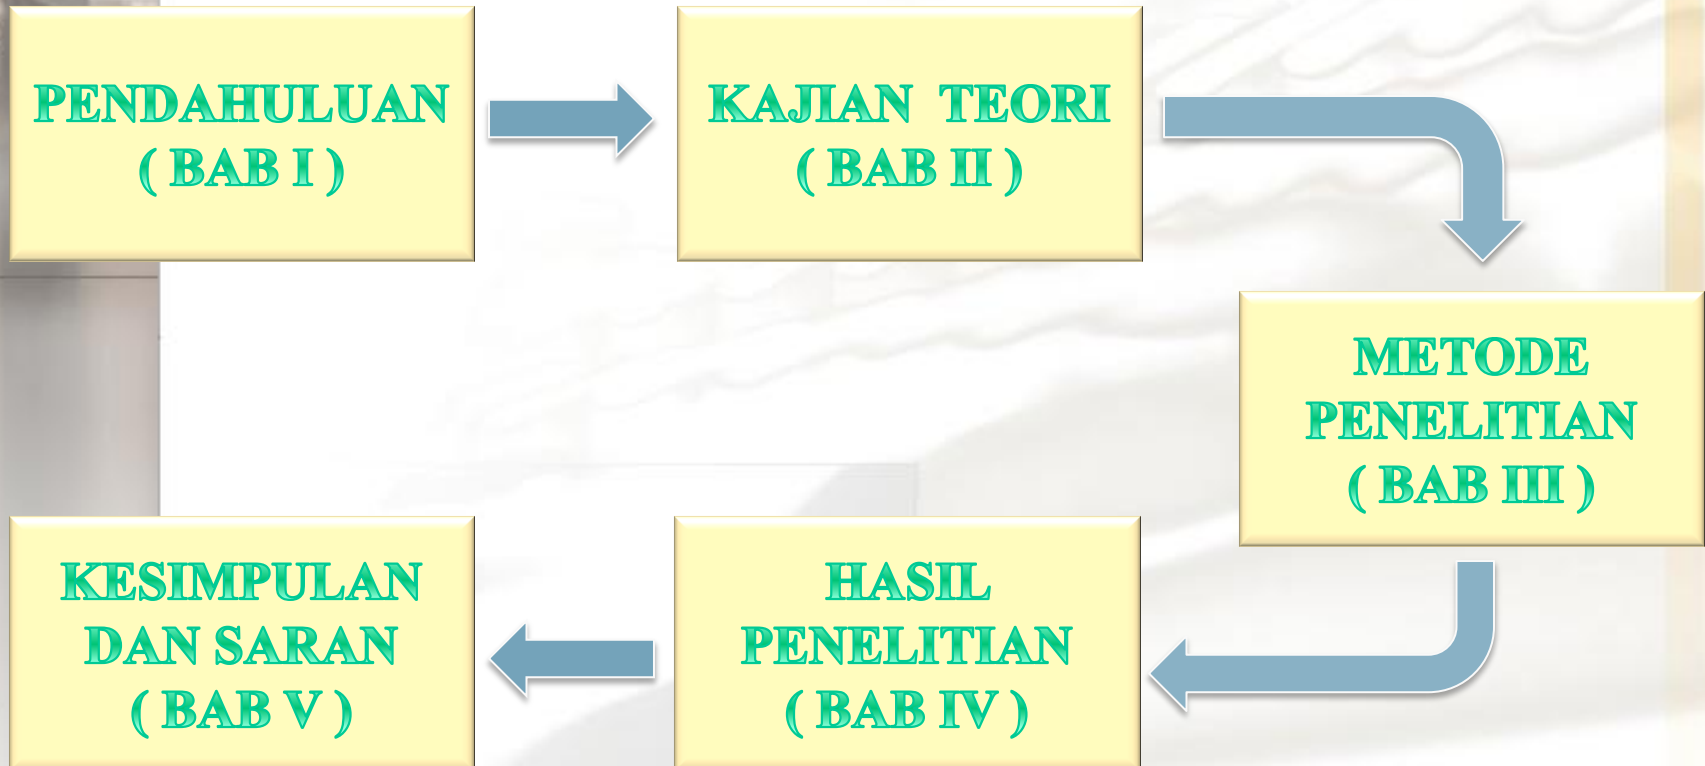 PENDAHULUAN
( BAB I )
KAJIAN TEORI
( BAB II )
METODE
PENELITIAN
( BAB III )
HASIL
PENELITIAN
( BAB IV )
KESIMPULAN
DAN SARAN
( BAB V )